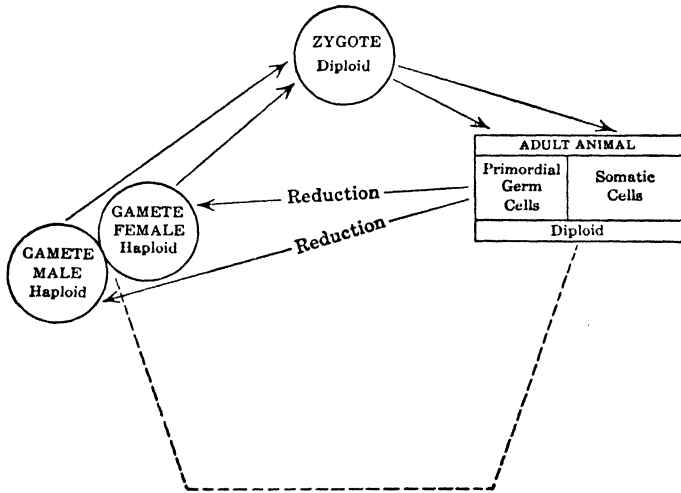 ZYGOTE
Diploid
ADULT ANIMAL
Primordial
Germ
Cells
Somatic
Cells
Diploid
Reduction
Reduction
GAMETE
FEMALE
Haploid
GAMETE
MALE
Haploid